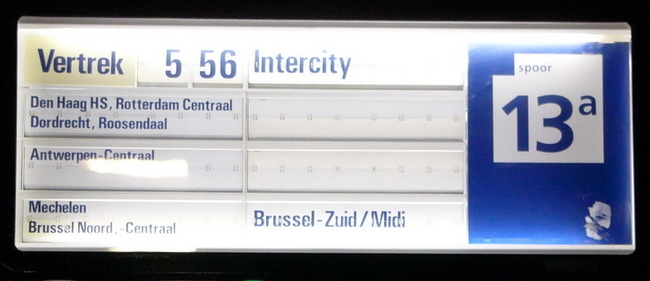 Vertrek 5 56 Intercity
spoor
13a
Den Haag HS, Rotterdam Centraal
Dordrecht, Roosendaal
Antwerpen-Centraal
Mechelen
Brussel Noord,-Centraal
Brussel-Zuid/Midi